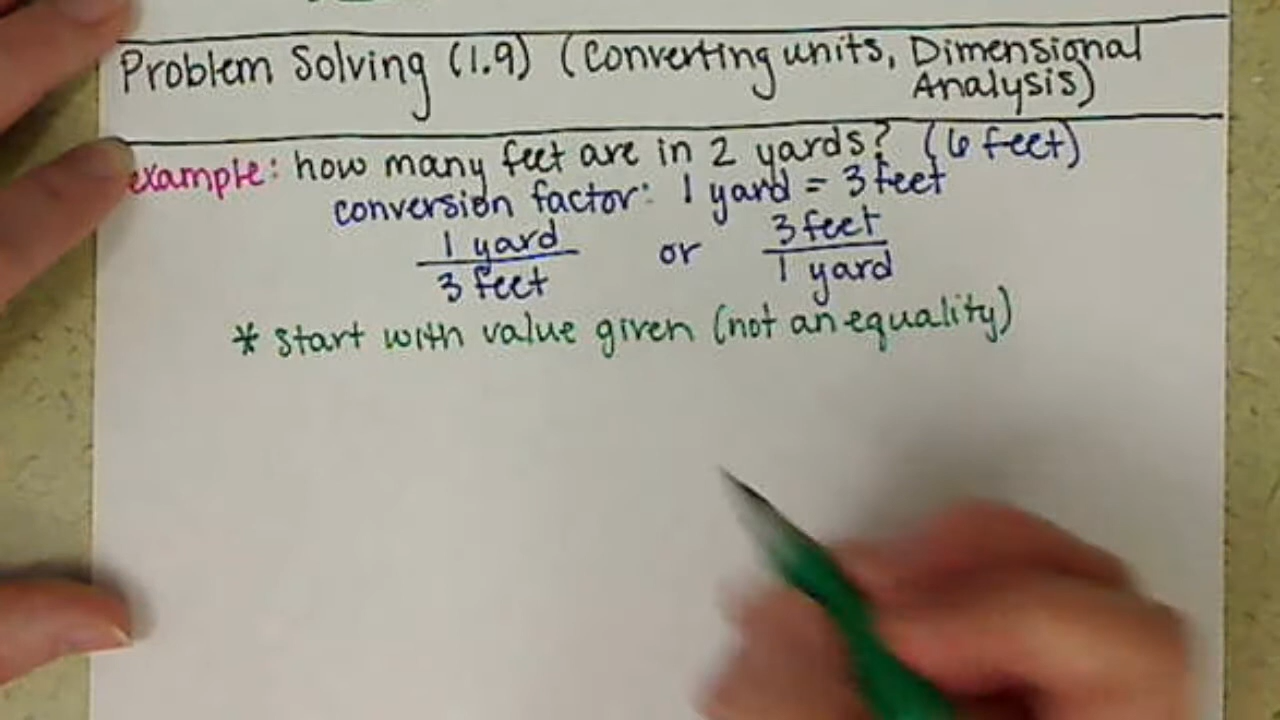 Problem Solving (1.9) (Converting units, Dimensional
Analysis)
example: how many feet are in 2 yards? (6 feet)
conversion factor: 1 yard = 3 feet
1 yard or 3 feet
3 feet 1 yard
* start with value given (not an equality)